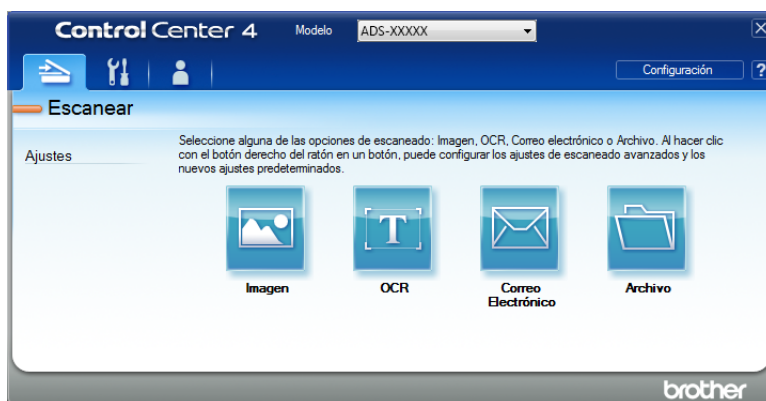 Control Center 4 Modelo ADS-XXXXX
Configuración ?
Escanear
Ajustes
Seleccione alguna de las opciones de escaneado: Imagen, OCR, Correo electrónico o Archivo. Al hacer clic
con el botón derecho del ratón en un botón, puede configurar los ajustes de escaneado avanzados y los
nuevos ajustes predeterminados.
T
Imagen OCR Correo Archivo
Electrónico
brother